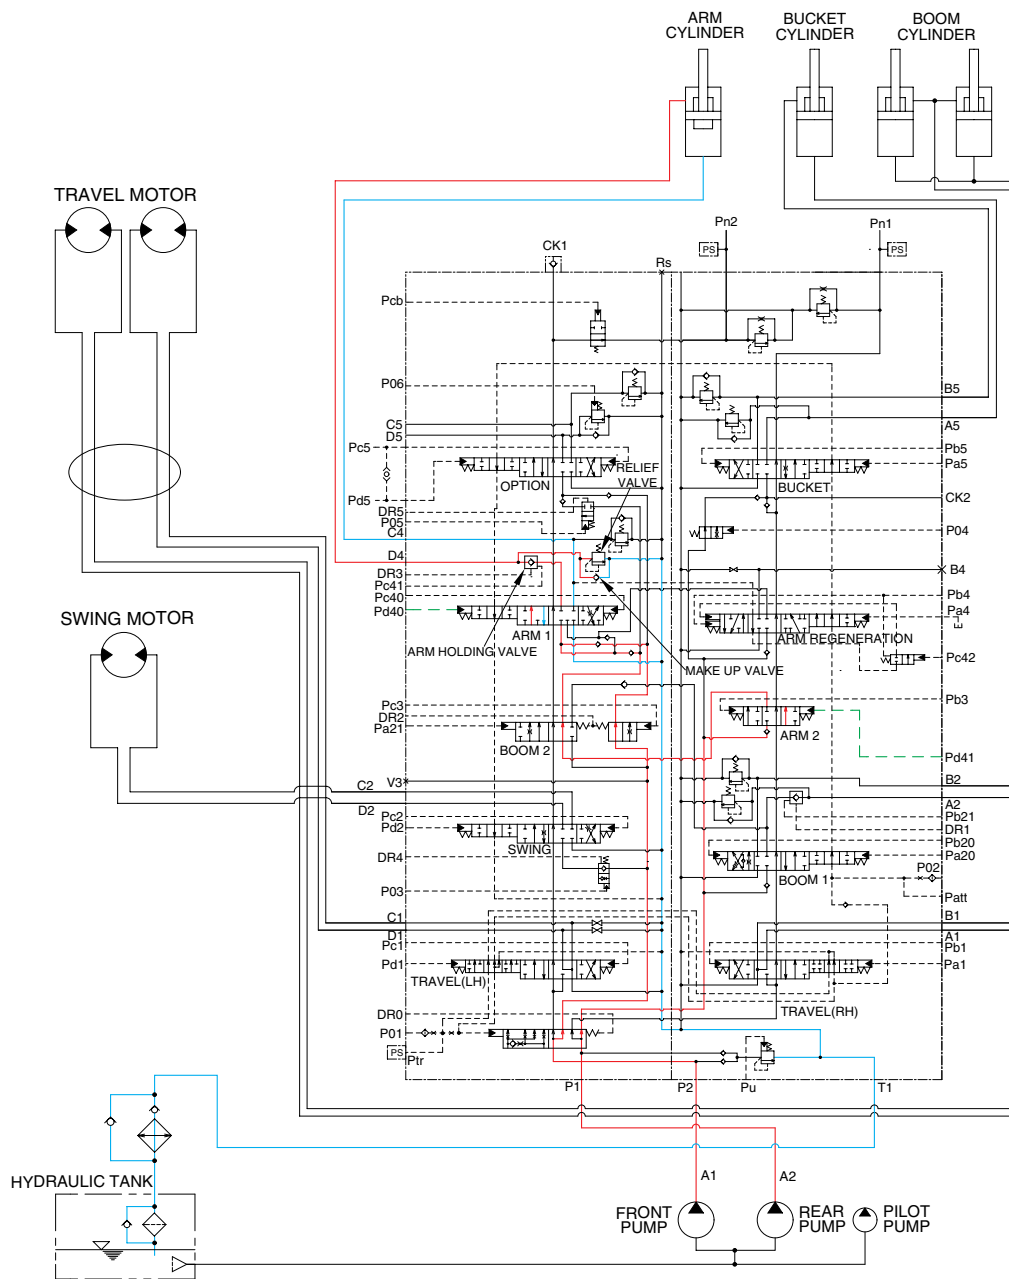 ARM
CYLINDER
BUCKET
CYLINDER
BOOM
CYLINDER
TRAVEL MOTOR
Pn2
Pn1
CK1
PS
PS
Rs
Pcb
P06
B5
C5
D5
A5
Pc5
Pb5
RELIEF
VALVE
Pa5
OPTION
BUCKET
Pd5
CK2
DR5
P05
C4
P04
D4
B4
DR3
Pc41
Pc40
Pb4
Pd40
Pa4
SWING MOTOR
ARM 1
ARM REGENERATION
ARM HOLDING VALVE
Pc42
MAKE UP VALVE
Pc3
Pb3
DR2
Pa21
BOOM 2
ARM 2
Pd41
C2
V3
B2
D2
A2
Pc2
Pb21
Pd2
DR1
SWING
Pb20
DR4
Pa20
BOOM 1
P02
P03
Patt
C1
B1
D1
A1
Pc1
Pb1
Pd1
Pa1
TRAVEL(LH)
TRAVEL(RH)
DR0
P01
PS
Ptr
P1
P2
Pu
T1
A1
A2
HYDRAULIC TANK
FRONT
PUMP
REAR
PUMP
PILOT
PUMP